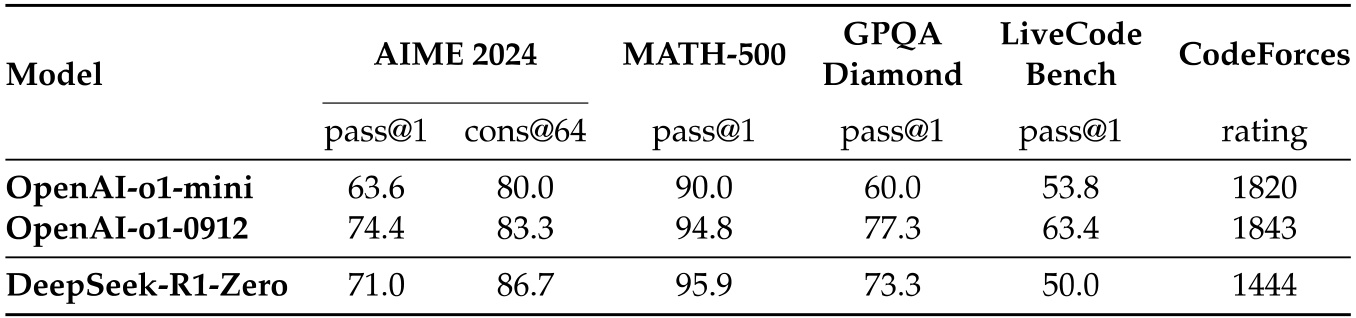 Model AIME 2024 MATH-500 GPQA Diamond LiveCode Bench CodeForces
pass@1 cons@64 pass@1 pass@1 pass@1 rating
OpenAI-o1-mini 63.6 80.0 90.0 60.0 53.8 1820
OpenAI-o1-0912 74.4 83.3 94.8 77.3 63.4 1843
DeepSeek-R1-Zero 71.0 86.7 95.9 73.3 50.0 1444